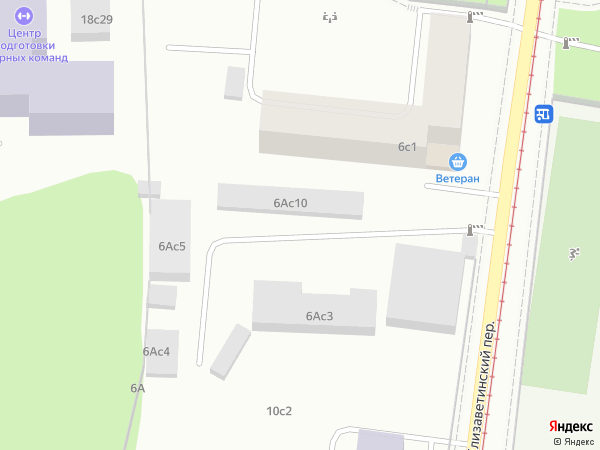 18с29
Центр
подготовки
рных команд
6с1
Ветеран
6Ас10
6Ас5
6Ас3
6Ас4
6А
10с2
Елизаветинский пер.
Яндекс
© Яндекс